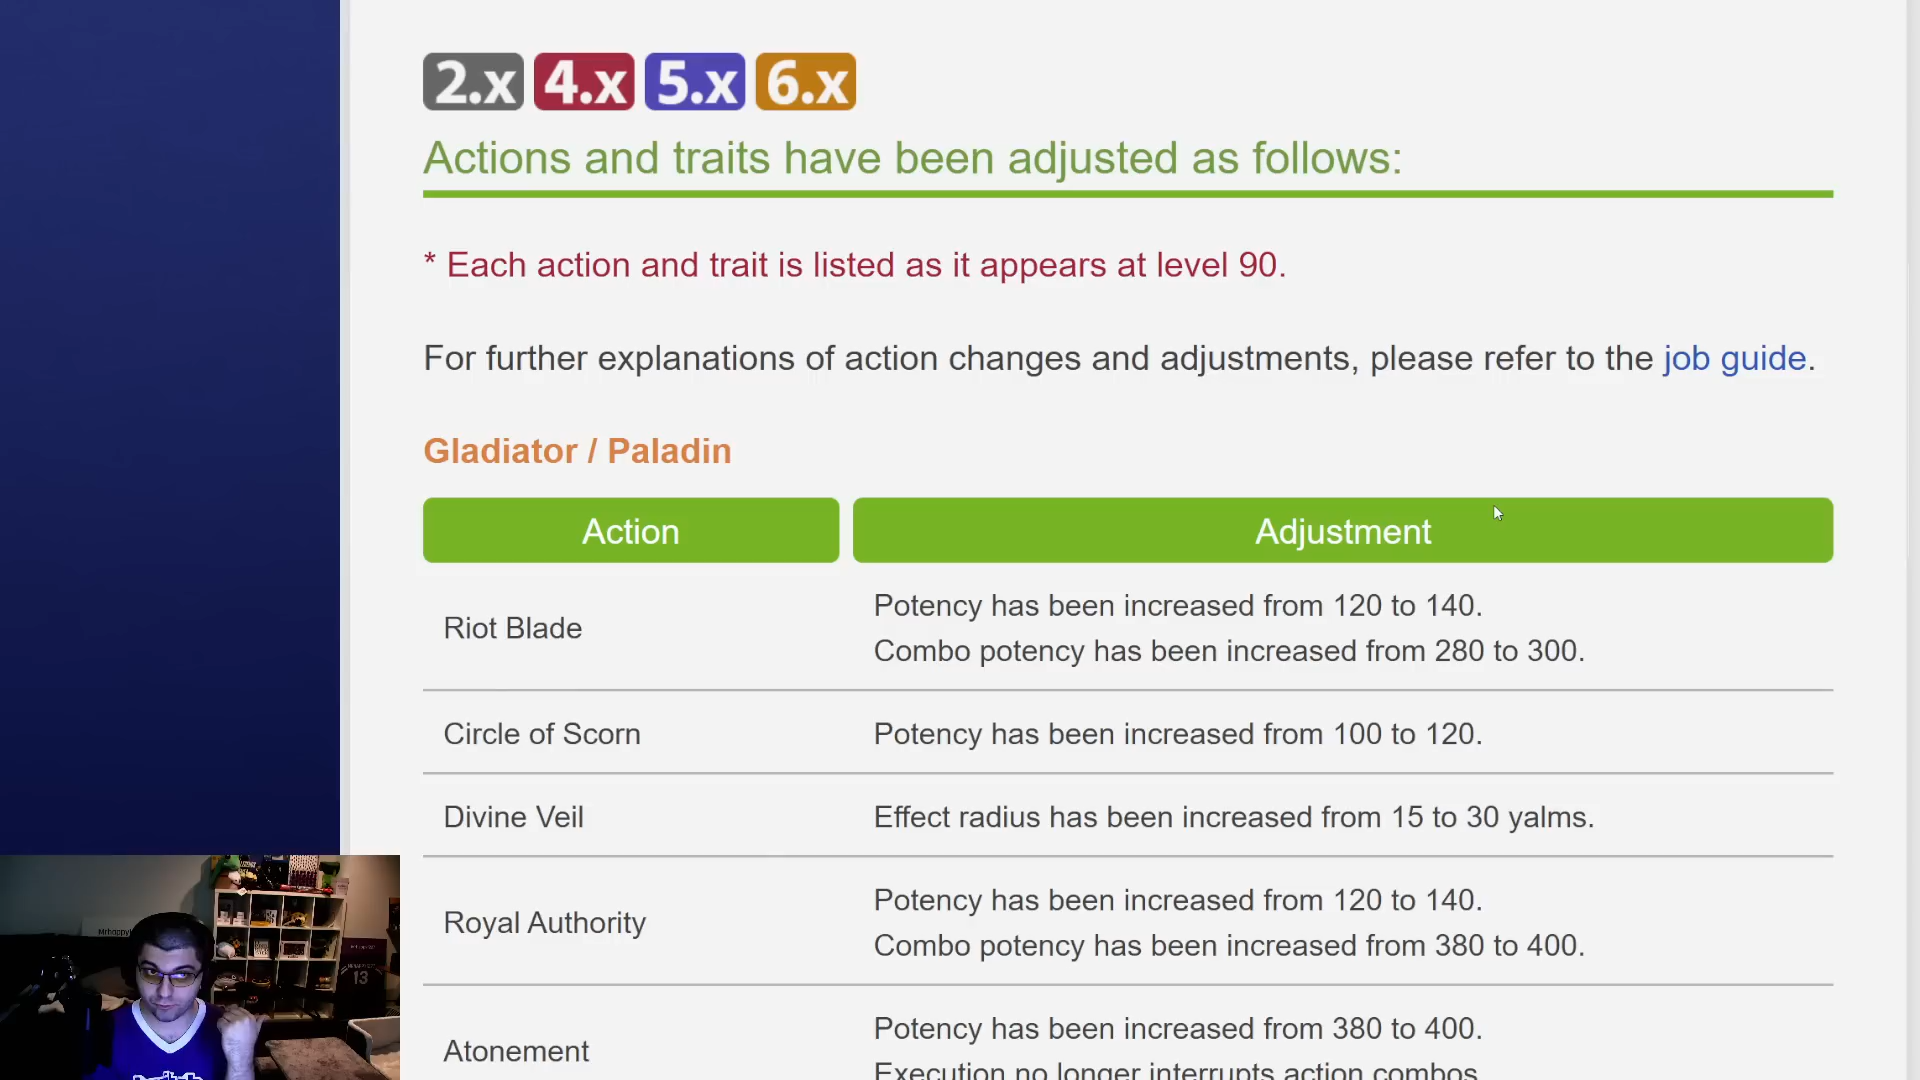 2.x 4.x 5.x 6.x
Actions and traits have been adjusted as follows:
* Each action and trait is listed as it appears at level 90.
For further explanations of action changes and adjustments, please refer to the job guide.
Gladiator / Paladin
Action Adjustment
Riot Blade
Potency has been increased from 120 to 140.
Combo potency has been increased from 280 to 300.
Circle of Scorn
Potency has been increased from 100 to 120.
Divine Veil
Effect radius has been increased from 15 to 30 yalms.
Royal Authority
Potency has been increased from 120 to 140.
Combo potency has been increased from 380 to 400.
Atonement
Potency has been increased from 380 to 400.
Execution no longer interrupts action combos.
13